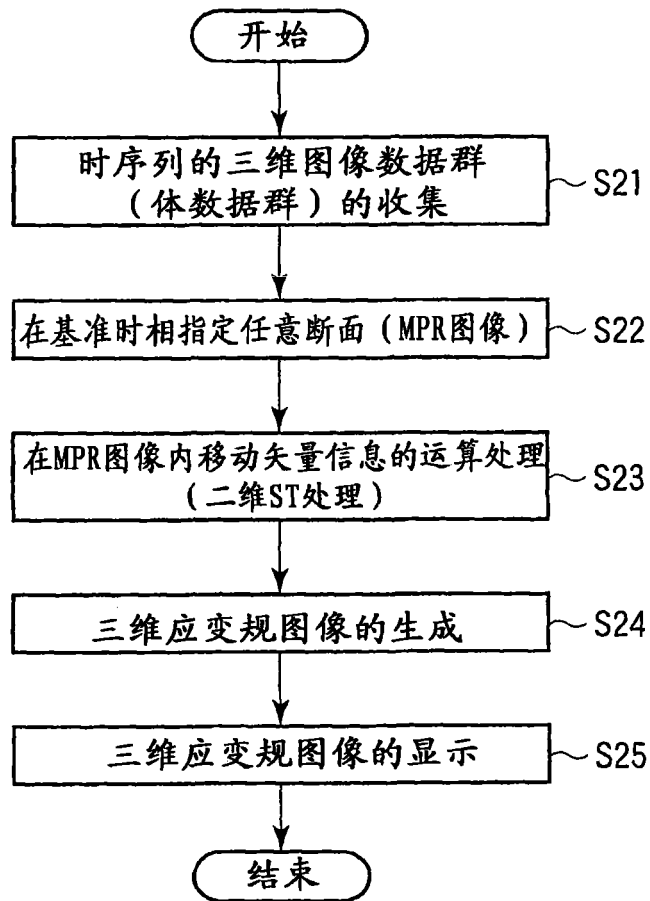 开始
时序列的三维图像数据群
(体数据群)的收集
S21
在基准时相指定任意断面(MPR图像)
S22
在MPR图像内移动矢量信息的运算处理
(二维ST处理)
S23
三维应变规图像的生成
S24
三维应变规图像的显示
S25
结束